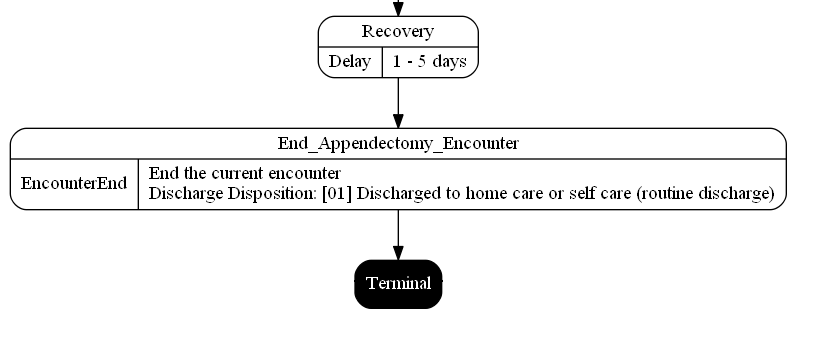 Recovery
Delay 1 - 5 days
End_Appendectomy_Encounter
EncounterEnd
End the current encounter
Discharge Disposition: [01] Discharged to home care or self care (routine discharge)
Terminal